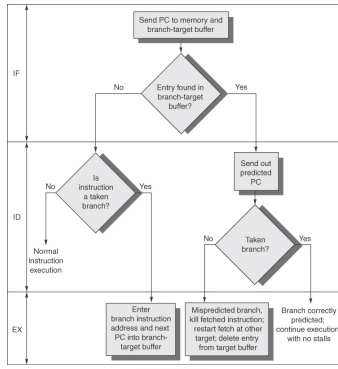 Send PC to memory and
branch-target buffer
IF
No
Entry found in
branch-target
buffer?
Yes
Send out
predicted
PC
ID
No
Is
instruction
a taken
branch?
Yes
No
Taken
branch?
Yes
Normal
instruction
execution
EX
Enter
branch instruction
address and next
PC into branch-
target buffer
Mispredicted branch,
kill fetched instruction;
restart fetch at other
target; delete entry
from target buffer
Branch correctly
predicted;
continue execution
with no stalls